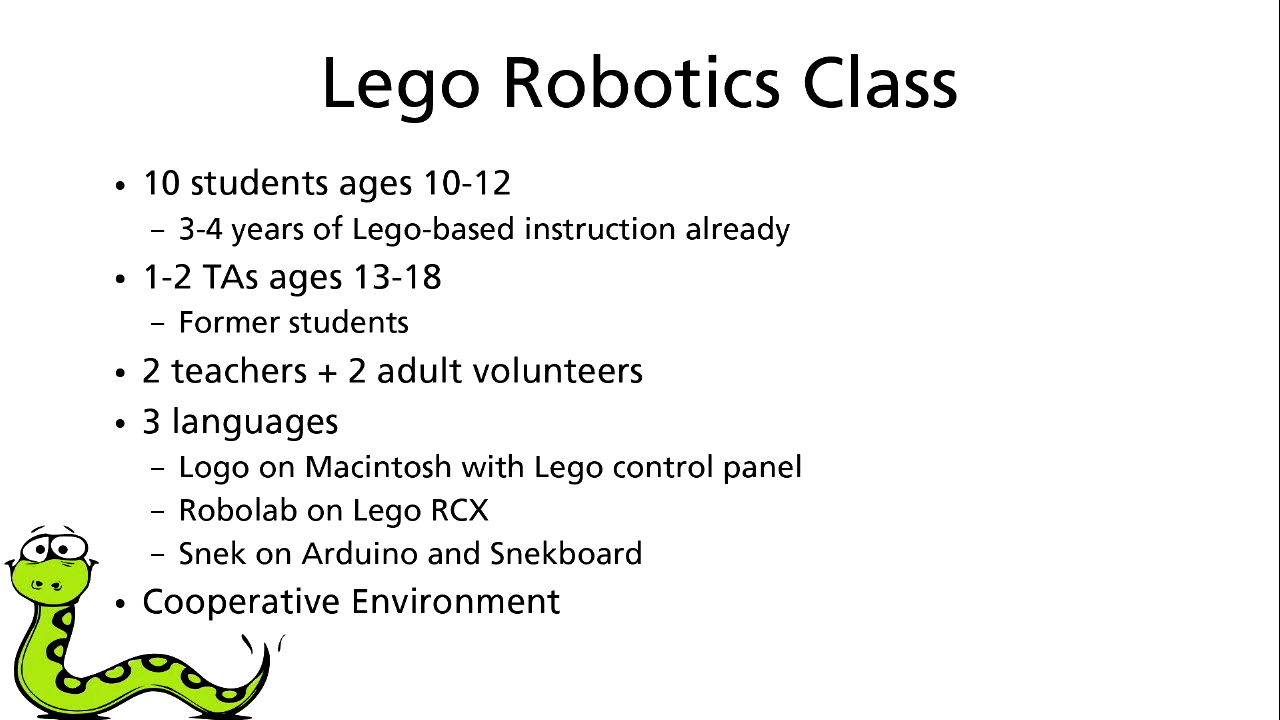 Lego Robotics Class
• 10 students ages 10-12
– 3-4 years of Lego-based instruction already
• 1-2 TAs ages 13-18
– Former students
• 2 teachers + 2 adult volunteers
• 3 languages
– Logo on Macintosh with Lego control panel
– Robolab on Lego RCX
– Snek on Arduino and Snekboard
• Cooperative Environment